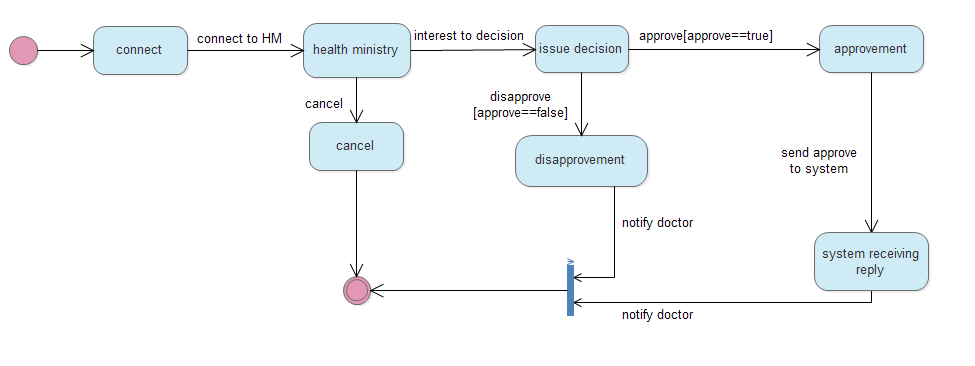 connect
connect to HM
health ministry
interest to decision
issue decision
approve[approve==true]
approvement
cancel
cancel
disapprove
[approve==false]
disapprovement
send approve
to system
notify doctor
system receiving
reply
notify doctor